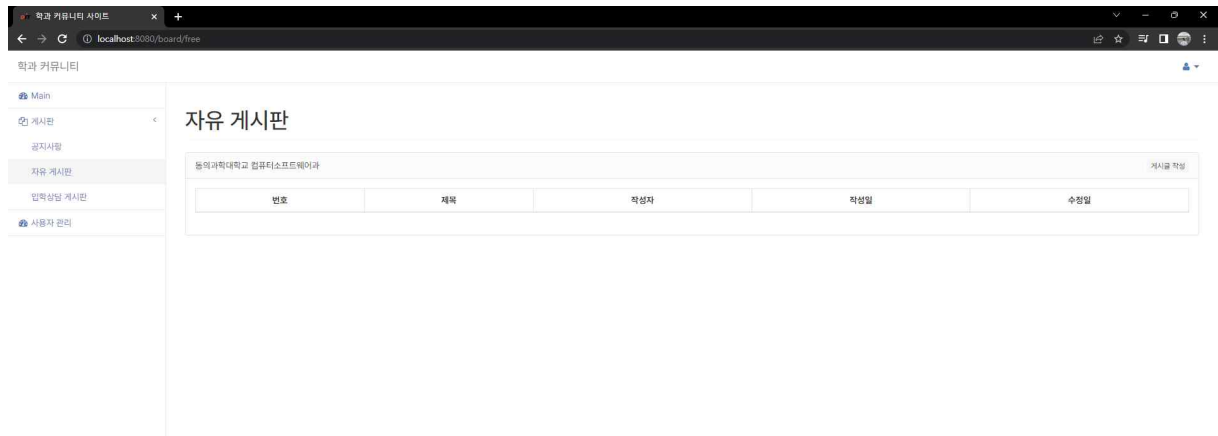 학과 커뮤니티 사이트
localhost:8080/board/free
학과 커뮤니티
Main
게시판
공지사항
자유 게시판
입학상담 게시판
사용자 관리
자유 게시판
동의과학대학교 컴퓨터소프트웨어과 게시글 작성
번호 제목 작성자 작성일 수정일